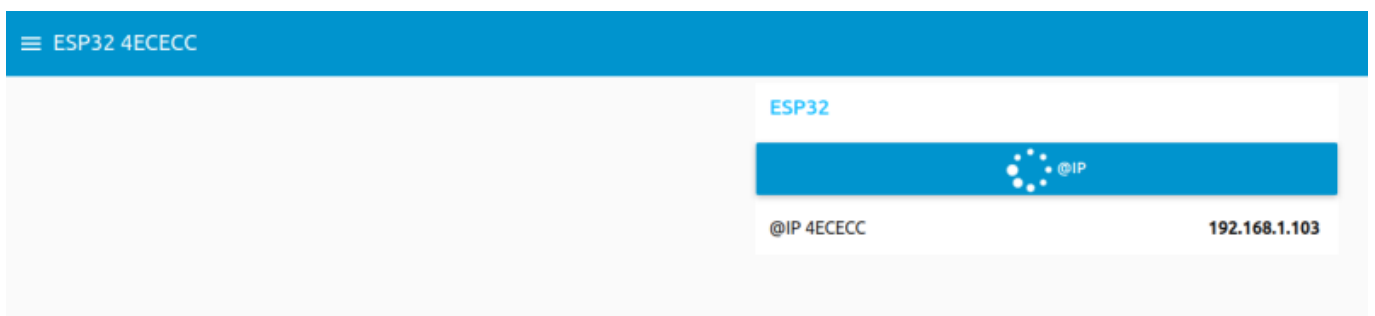 ESP32 4ECECC
ESP32
@IP
@IP 4ECECC 192.168.1.103